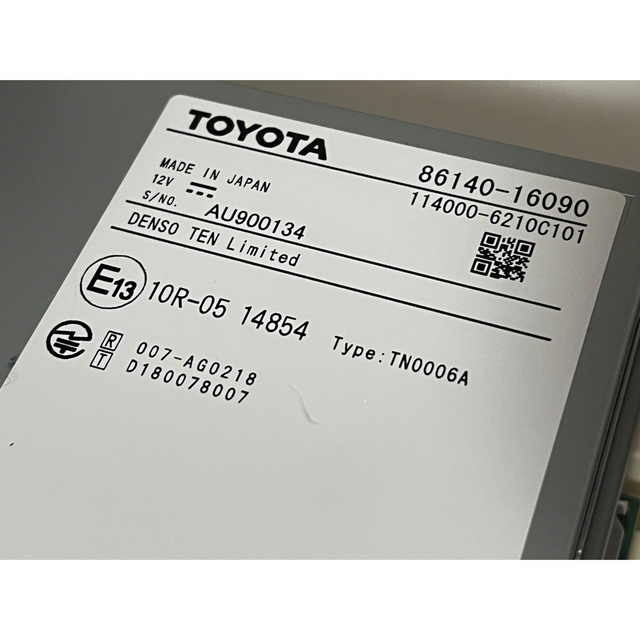 TOYOTA
86140-16090
MADE IN JAPAN
114000-6210C101
12V
S/NO. AU900134
DENSO TEN Limited
E13 10R-05 14854
Type:TN0006A
R 007-AG0218
T D180078007